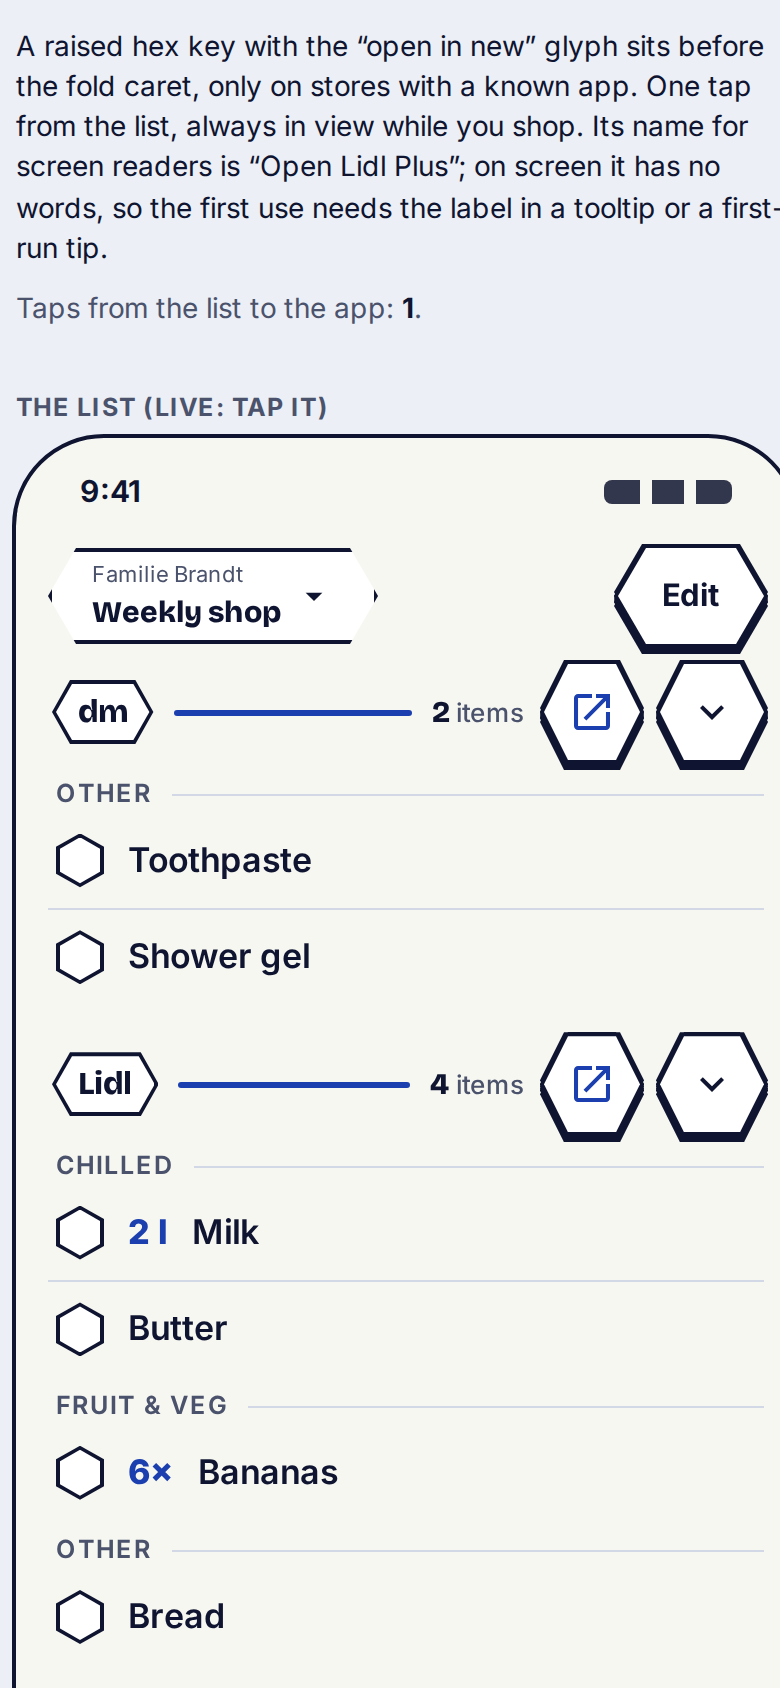 A raised hex key with the “open in new” glyph sits before
the fold caret, only on stores with a known app. One tap
from the list, always in view while you shop. Its name for
screen readers is “Open Lidl Plus”; on screen it has no
words, so the first use needs the label in a tooltip or a first-
run tip.
Taps from the list to the app: 1.
THE LIST (LIVE: TAP IT)
9:41
Familie Brandt
Weekly shop
Edit
dm 2 items
OTHER
Toothpaste
Shower gel
Lidl 4 items
CHILLED
2 l Milk
Butter
FRUIT & VEG
6× Bananas
OTHER
Bread